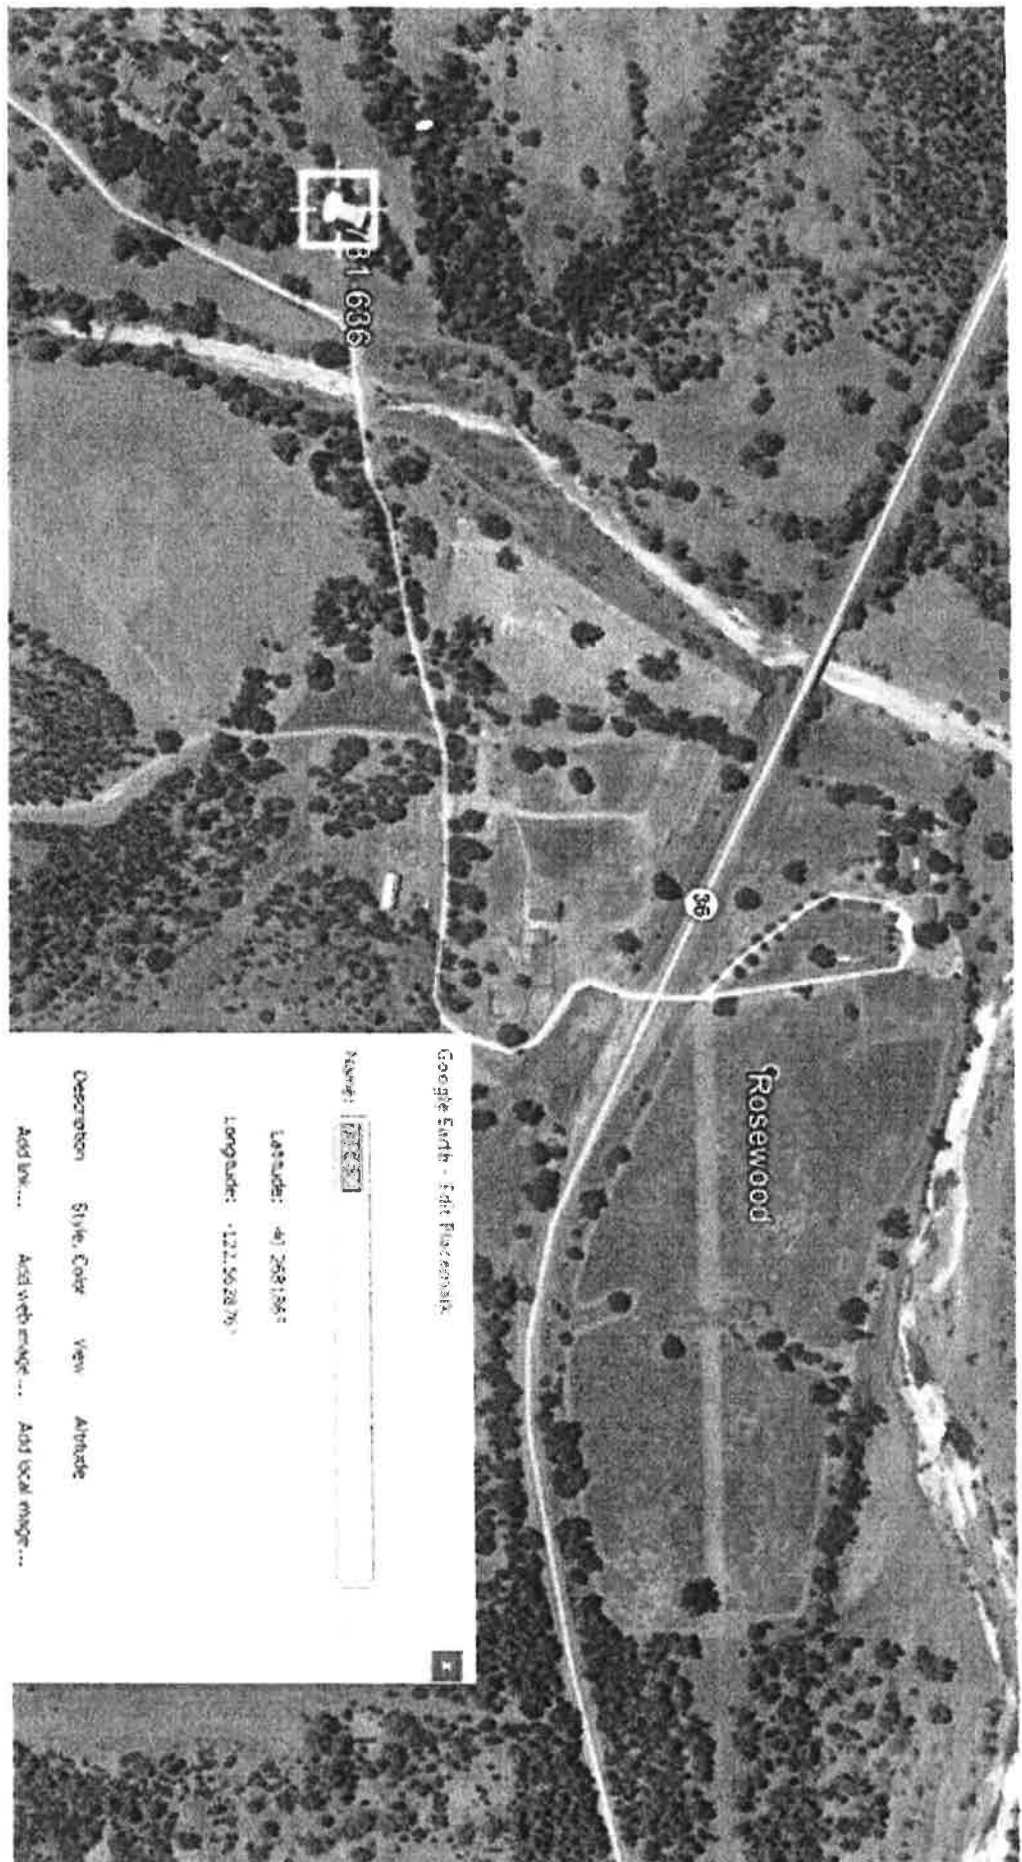 781 636
36
Rosewood
Google Earth - Edit Placemark
Name:
Latitude:
Longitude:
Description Style, Color View Altitude
Add link... Add web image... Add local image...